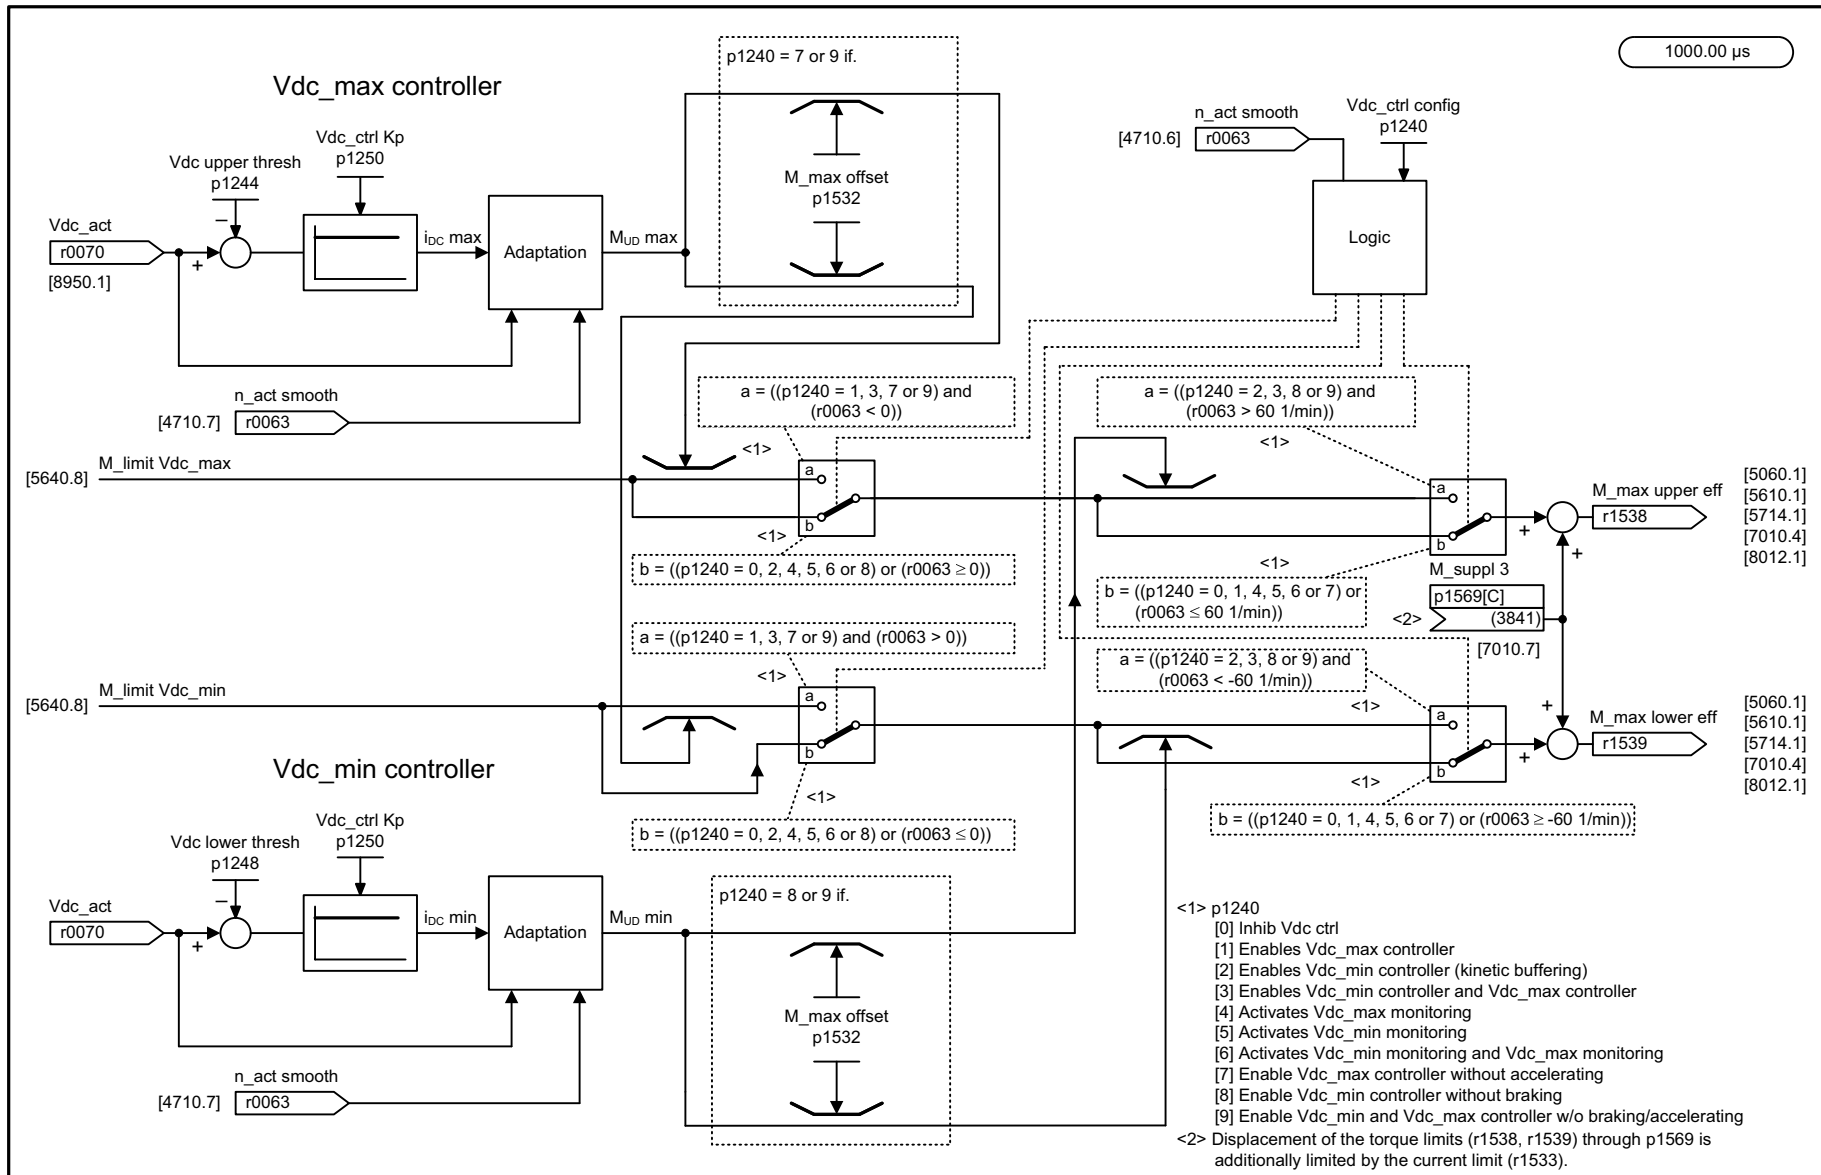 p1240 = 7 or 9 if.
1000.00 µs
Vdc_max controller
n_act smooth
Vdc_ctrl config
p1240
[4710.6]
r0063
Vdc_ctrl Kp
p1250
Vdc upper thresh
p1244
M_max offset
p1532
–
Vdc_act
r0070
+
[8950.1]
iDC max
Adaptation
MUD max
Logic
n_act smooth
[4710.7]
r0063
a = ((p1240 = 1, 3, 7 or 9) and
(r0063 < 0))
a = ((p1240 = 2, 3, 8 or 9) and
(r0063 > 60 1/min))
<1>
<1>
M_limit Vdc_max
[5640.8]
a
b
<1>
b = ((p1240 = 0, 2, 4, 5, 6 or 8) or (r0063 ≥ 0))
a
b
<1>
b = ((p1240 = 0, 1, 4, 5, 6 or 7) or
(r0063 ≤ 60 1/min))
+
+
M_max upper eff
r1538
[5060.1]
[5610.1]
[5714.1]
[7010.4]
[8012.1]
M_suppl 3
p1569[C]
<2>
(3841)
[7010.7]
a = ((p1240 = 1, 3, 7 or 9) and (r0063 > 0))
<1>
a = ((p1240 = 2, 3, 8 or 9) and
(r0063 < -60 1/min))
<1>
M_limit Vdc_min
[5640.8]
a
b
<1>
b = ((p1240 = 0, 2, 4, 5, 6 or 8) or (r0063 ≤ 0))
a
b
<1>
b = ((p1240 = 0, 1, 4, 5, 6 or 7) or (r0063 ≥ -60 1/min))
+
+
M_max lower eff
r1539
[5060.1]
[5610.1]
[5714.1]
[7010.4]
[8012.1]
Vdc_min controller
Vdc_ctrl Kp
p1250
Vdc lower thresh
p1248
–
Vdc_act
r0070
+
iDC min
Adaptation
MUD min
p1240 = 8 or 9 if.
M_max offset
p1532
n_act smooth
[4710.7]
r0063
<1> p1240
[0] Inhib Vdc ctrl
[1] Enables Vdc_max controller
[2] Enables Vdc_min controller (kinetic buffering)
[3] Enables Vdc_min controller and Vdc_max controller
[4] Activates Vdc_max monitoring
[5] Activates Vdc_min monitoring
[6] Activates Vdc_min monitoring and Vdc_max monitoring
[7] Enable Vdc_max controller without accelerating
[8] Enable Vdc_min controller without braking
[9] Enable Vdc_min and Vdc_max controller w/o braking/accelerating
<2> Displacement of the torque limits (r1538, r1539) through p1569 is
additionally limited by the current limit (r1533).